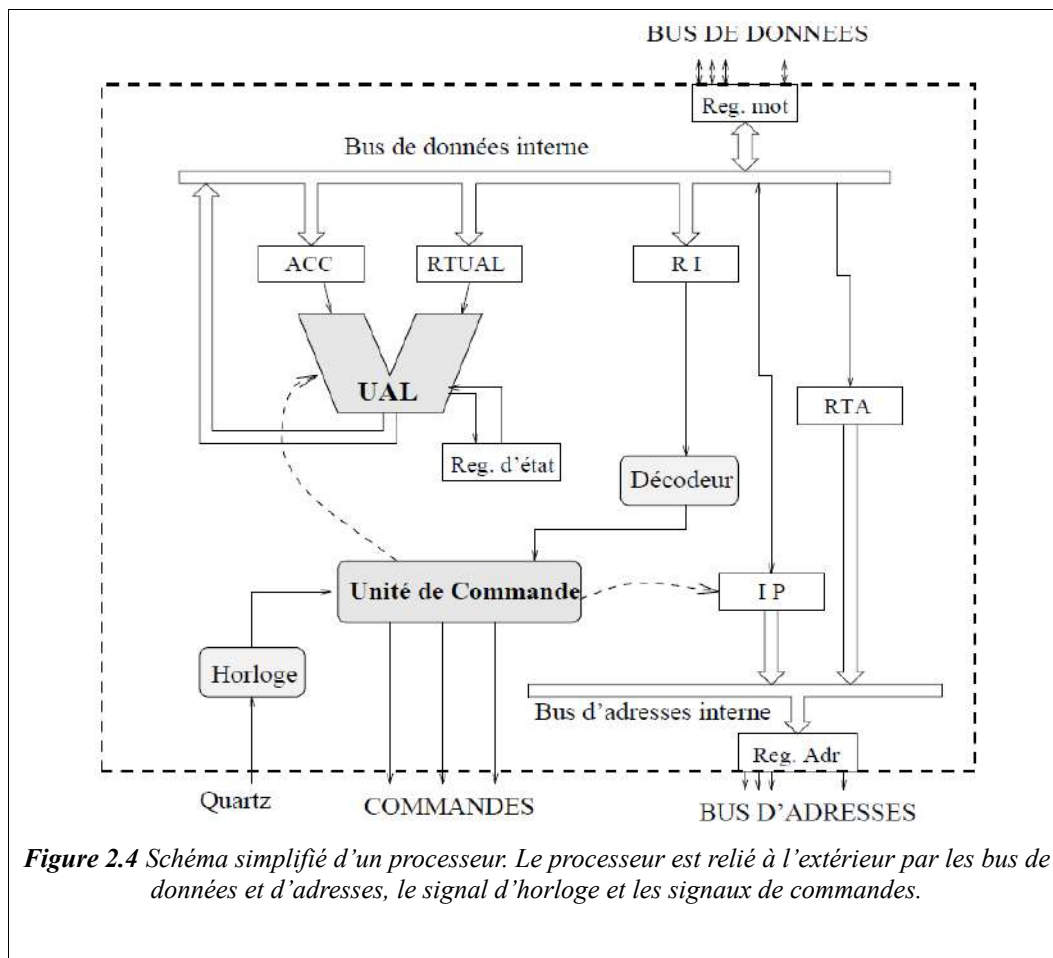 BUS DE DONNEES
Reg. mot
Bus de données interne
ACC
RTUAL
R I
UAL
RTA
Reg. d'état
Décodeur
Unité de Commande
I P
Horloge
Bus d'adresses interne
Reg. Adr
Quartz
COMMANDES
BUS D'ADRESSES
Figure 2.4 Schéma simplifié d'un processeur. Le processeur est relié à l'extérieur par les bus de
données et d'adresses, le signal d'horloge et les signaux de commandes.